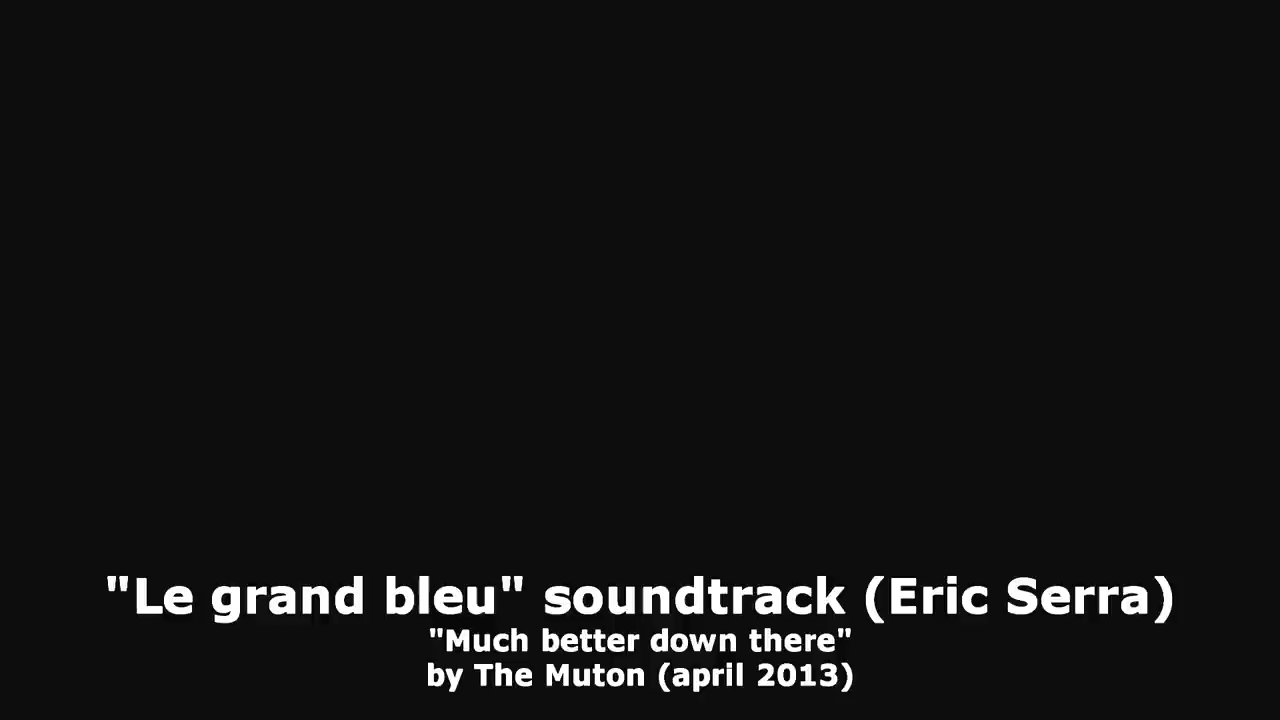 "Le grand bleu" soundtrack (Eric Serra)
"Much better down there"
by The Muton (april 2013)